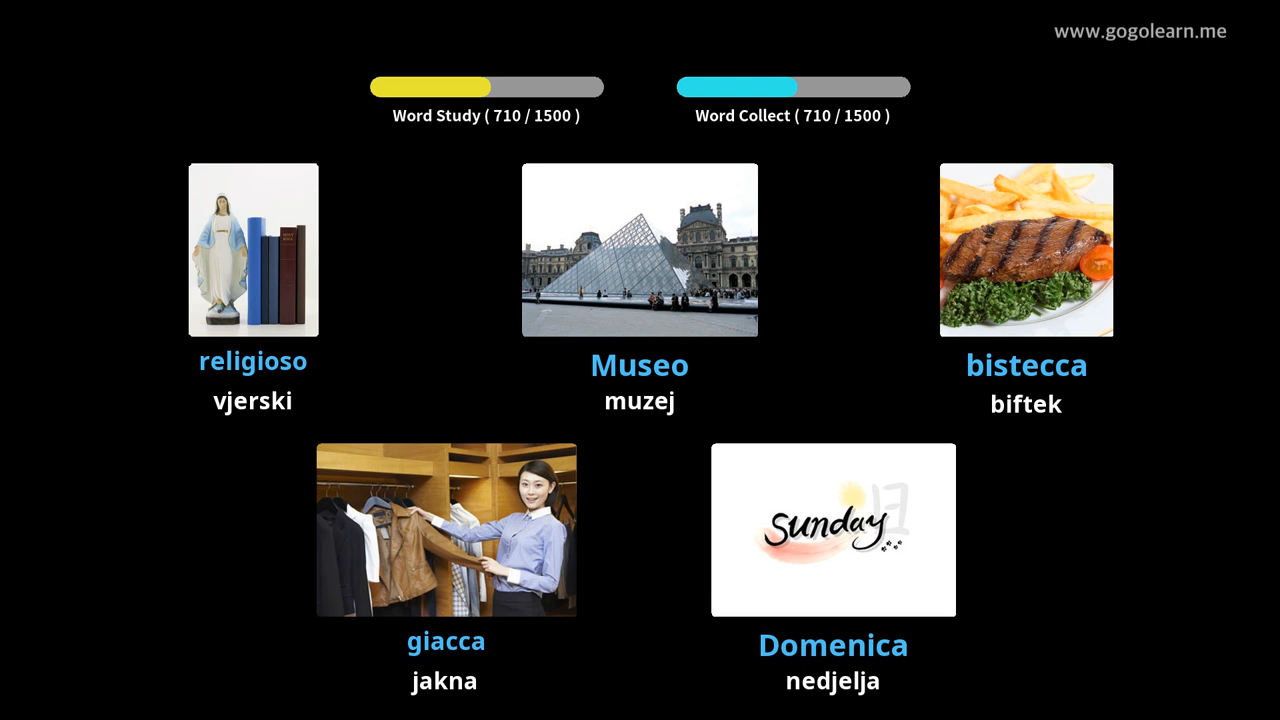 www.gogolearn.me
Word Study ( 710 / 1500 )
Word Collect ( 710 / 1500 )
religioso
vjerski
Museo
muzej
bistecca
biftek
giacca
jakna
Sunday
Domenica
nedjelja